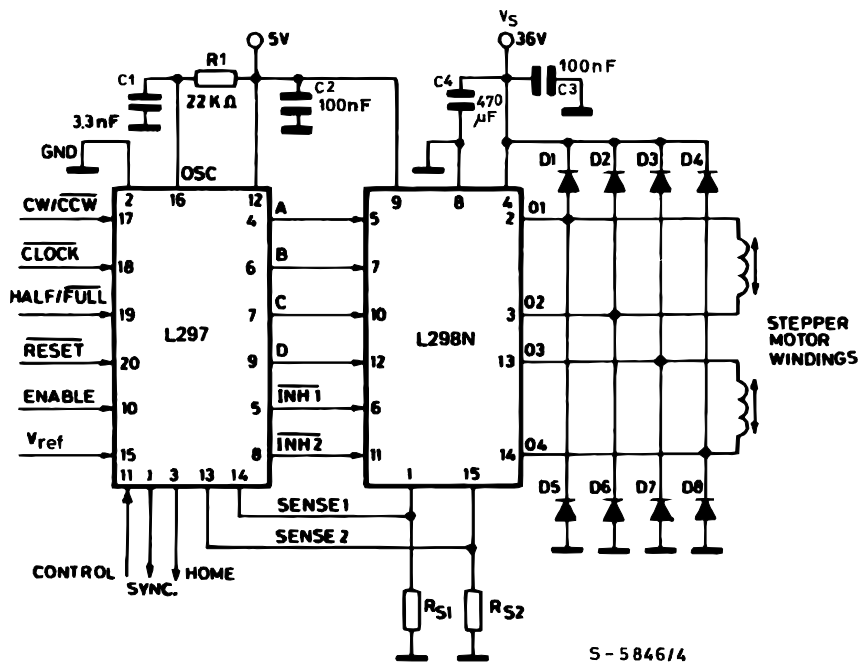 Vs
5V
36V
R1
C1
22KΩ
C2
100nF
3.3nF
C4
470
µF
100nF
C3
GND
OSC
D1 D2 D3 D4
2 16 12
9 8 4
CW/CCW 17 4 A 5 2 O1
CLOCK 18 6 B 7
HALF/FULL 19 7 C 10 3 O2
L297
L298N
STEPPER
MOTOR
WINDINGS
RESET 20 9 D 12 13 O3
ENABLE 10 5 INH1 6
Vref 15 8 INH2 11 14 O4
11 1 3 13 14
1 15
D5 D6 D7 D8
SENSE1
SENSE2
CONTROL
SYNC.
HOME
RS1
RS2
S-5846/4